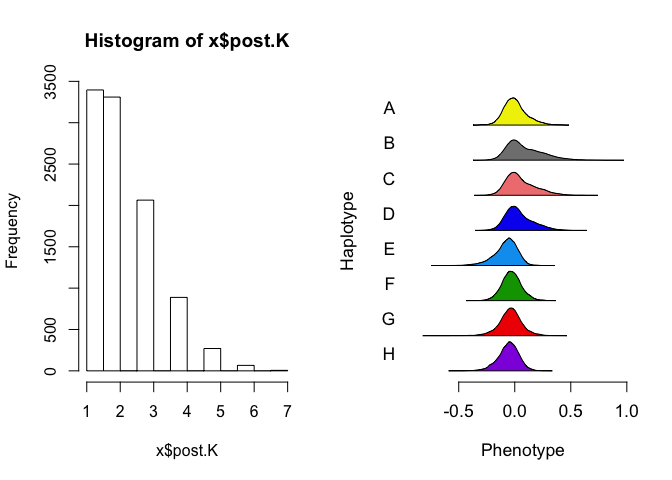 Histogram of x$post.K
Frequency
0
500
1500
2500
3500
1 2 3 4 5 6 7
x$post.K
Haplotype
A
B
C
D
E
F
G
H
-0.5 0.0 0.5 1.0
Phenotype